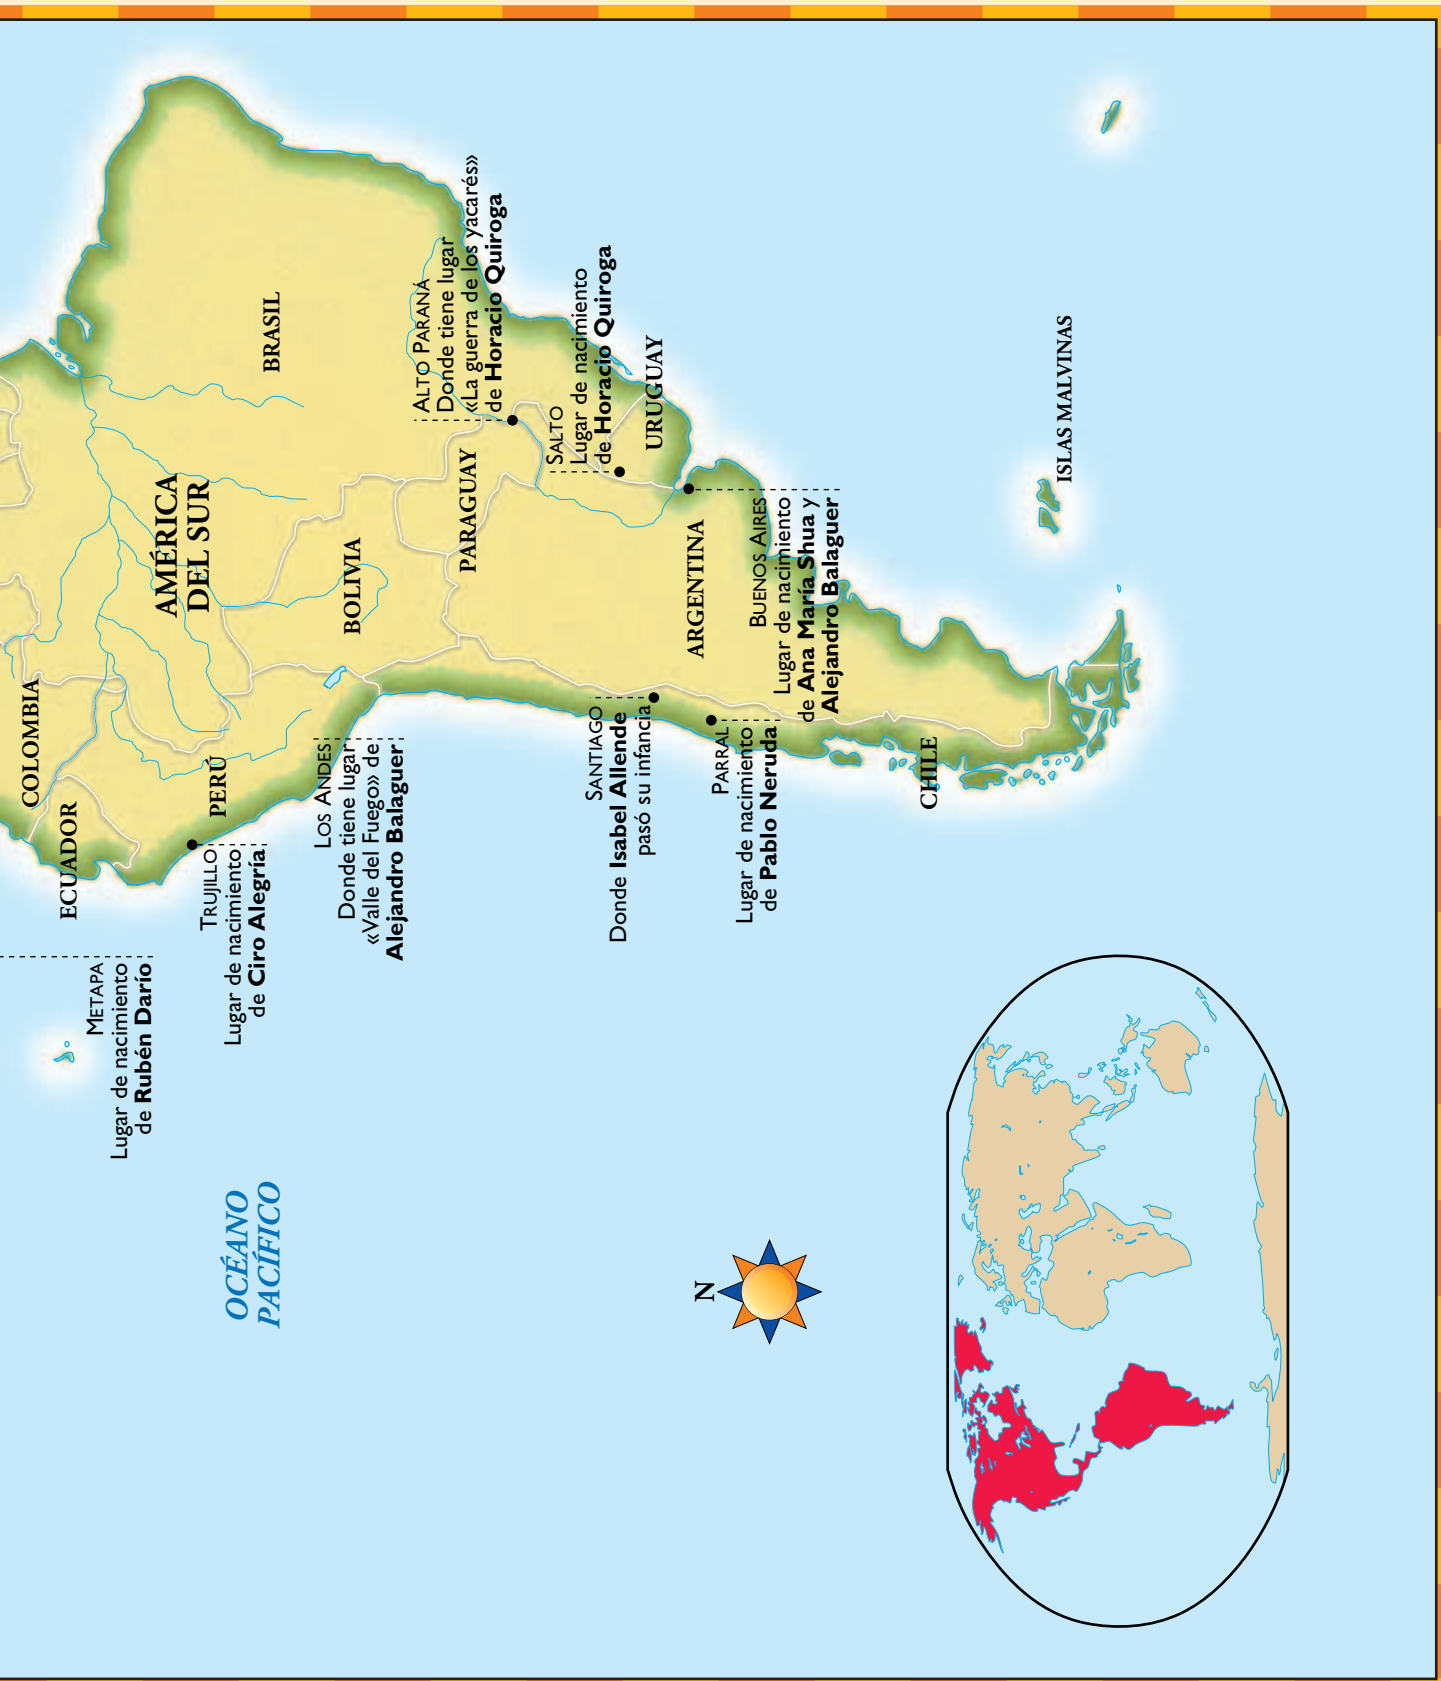 COLOMBIA
ECUADOR
PERÚ
BRASIL
AMÉRICA
DEL SUR
BOLIVIA
PARAGUAY
URUGUAY
ARGENTINA
CHILE
ISLAS MALVINAS
METAPA
Lugar de nacimiento
de Rubén Darío
TRUJILLO
Lugar de nacimiento
de Ciro Alegría
LOS ANDES
Donde tiene lugar
«Valle del Fuego» de
Alejandro Balaguer
ALTO PARANÁ
Donde tiene lugar
«La guerra de los yacarés»
de Horacio Quiroga
SALTO
Lugar de nacimiento
de Horacio Quiroga
SANTIAGO
Donde Isabel Allende
pasó su infancia
PARRAL
Lugar de nacimiento
de Pablo Neruda
BUENOS AIRES
Lugar de nacimiento
de Ana María Shua y
Alejandro Balaguer
OCÉANO
PACÍFICO
N